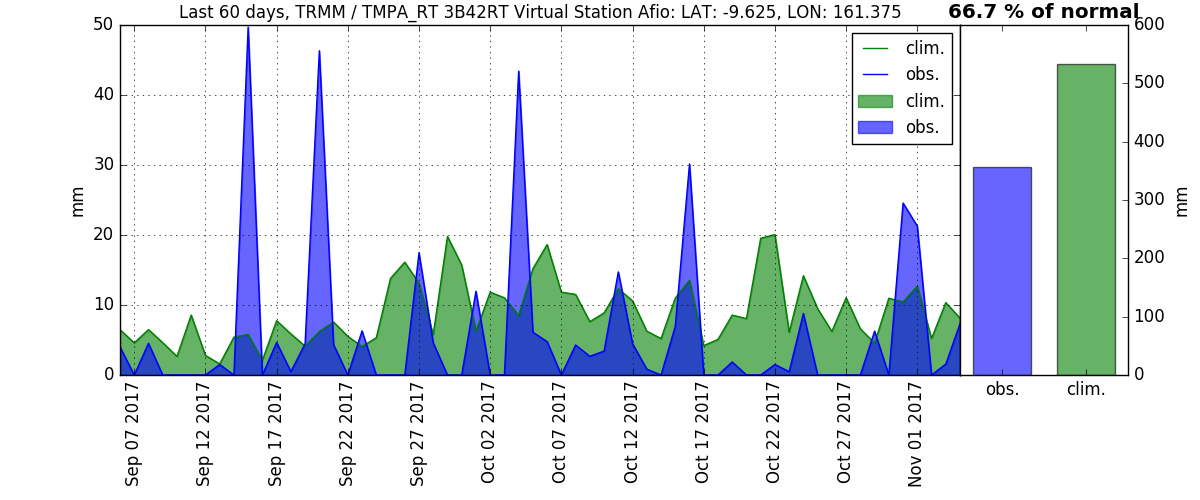 Last 60 days, TRMM / TMPA_RT 3B42RT Virtual Station Afio: LAT: -9.625, LON: 161.375
66.7 % of normal
50
40
30
20
10
0
mm
clim.
obs.
clim.
obs.
600
500
400
300
200
100
0
mm
Sep 07 2017
Sep 12 2017
Sep 17 2017
Sep 22 2017
Sep 27 2017
Oct 02 2017
Oct 07 2017
Oct 12 2017
Oct 17 2017
Oct 22 2017
Oct 27 2017
Nov 01 2017
obs.
clim.